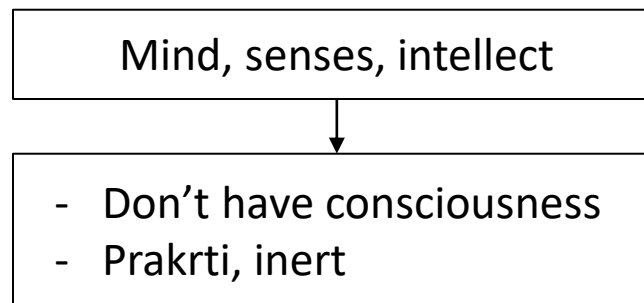 Mind, senses, intellect
- Don’t have consciousness
- Prakrti, inert